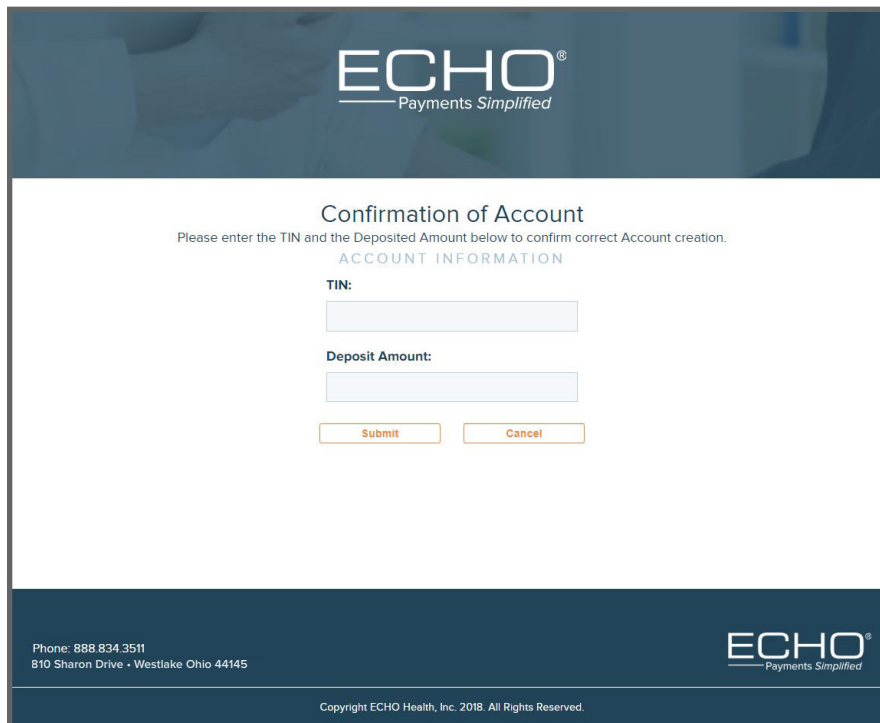 ECHO®
Payments Simplified
Confirmation of Account
Please enter the TIN and the Deposited Amount below to confirm correct Account creation.
ACCOUNT INFORMATION
TIN:
Deposit Amount:
Submit Cancel
Phone: 888.834.3511
810 Sharon Drive • Westlake Ohio 44145
ECHO®
Payments Simplified
Copyright ECHO Health, Inc. 2018. All Rights Reserved.